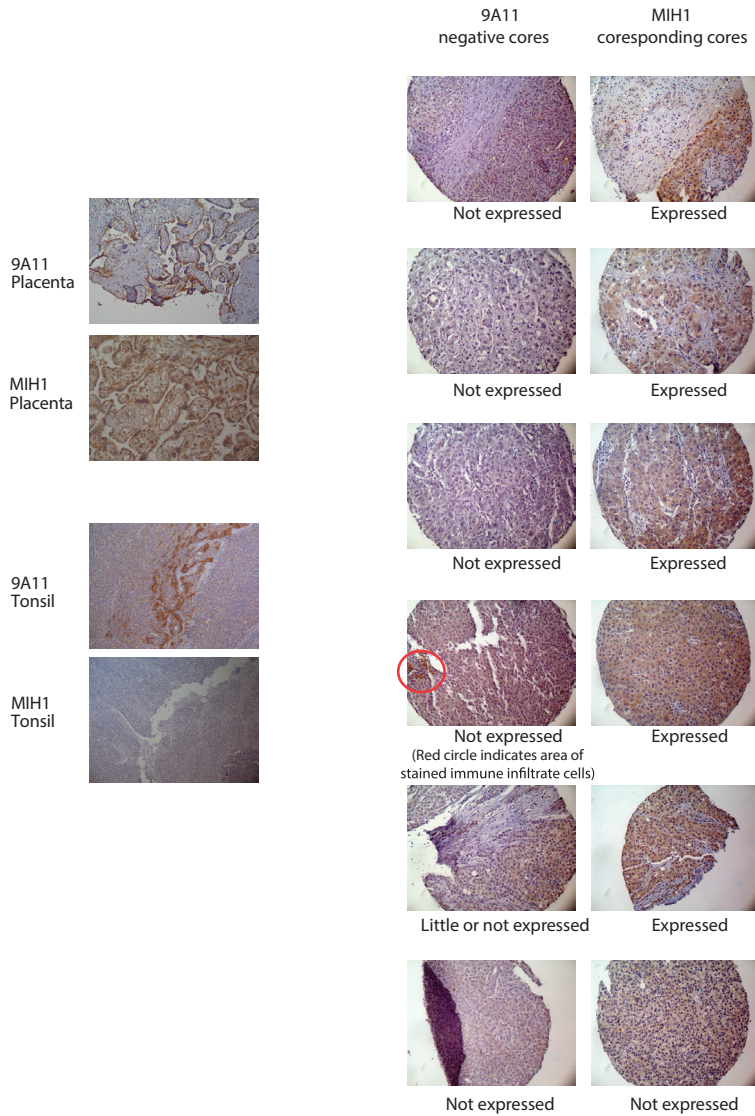 9A11
negative cores
MIH1
coresponding cores
Not expressed
Expressed
9A11
Placenta
Not expressed
Expressed
MIH1
Placenta
Not expressed
Expressed
9A11
Tonsil
MIH1
Tonsil
Not expressed
(Red circle indicates area of
stained immune infiltrate cells)
Expressed
Little or not expressed
Expressed
Not expressed
Not expressed